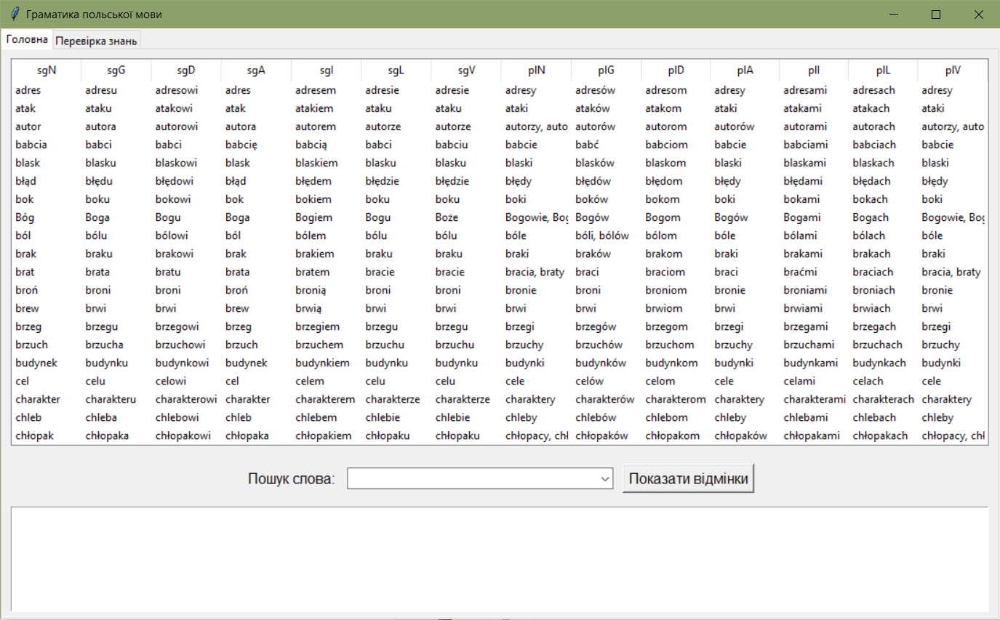 Граматика польської мови
Головна Перевірка знань
sgN sgG sgD sgA sgI sgL sgV plN plG plD plA plI plL plV
adres adresu adresowi adres adresem adresie adresie adresy adresów adresom adresy adresami adresach adresy
atak ataku atakowi atak atakiem ataku ataku ataki ataków atakom ataki atakami atakach ataki
autor autora autorowi autora autorem autorze autorze autorzy, auto autorów autorom autorów autorami autorach autorzy, auto
babcia babci babci babcię babcią babci babciu babcie babć babciom babcie babciami babciach babcie
blask blasku blaskowi blask blaskiem blasku blasku blaski blasków blaskom blaski blaskami blaskach blaski
błąd błędu błędowi błąd błędem błędzie błędzie błędy błędów błędom błędy błędami błędach błędy
bok boku bokowi bok bokiem boku boku boki boków bokom boki bokami bokach boki
Bóg Boga Bogu Boga Bogiem Bogu Boże Bogowie, Bog Bogów Bogom Bogów Bogami Bogach Bogowie, Bog
ból bólu bólowi ból bólem bólu bólu bóle bóli, bólów bólom bóle bólami bólach bóle
brak braku brakowi brak brakiem braku braku braki braków brakom braki brakami brakach braki
brat brata bratu brata bratem bracie bracie bracia, braty braci braciom braci braćmi braciach bracia, braty
broń broni broni broń bronią broni broni bronie broni broniom bronie broniami broniach bronie
brew brwi brwi brew brwią brwi brwi brwi brwi brwiom brwi brwiami brwiach brwi
brzeg brzegu brzegowi brzeg brzegiem brzegu brzegu brzegi brzegów brzegom brzegi brzegami brzegach brzegi
brzuch brzucha brzuchowi brzuch brzuchem brzuchu brzuchu brzuchy brzuchów brzuchom brzuchy brzuchami brzuchach brzuchy
budynek budynku budynkowi budynek budynkiem budynku budynku budynki budynków budynkom budynki budynkami budynkach budynki
cel celu celowi cel celem celu celu cele celów celom cele celami celach cele
charakter charakteru charakterowi charakter charakterem charakterze charakterze charaktery charakterów charakterom charaktery charakterami charakterach charaktery
chleb chleba chlebowi chleb chlebem chlebie chlebie chleby chlebów chlebom chleby chlebami chlebach chleby
chłopak chłopaka chłopakowi chłopaka chłopakiem chłopaku chłopaku chłopacy, chł chłopaków chłopakom chłopaków chłopakami chłopakach chłopacy, chł
Пошук слова: Показати відмінки